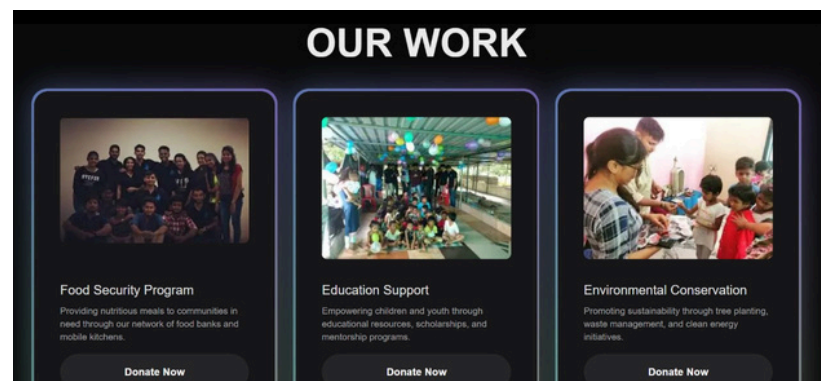 OUR WORK
Food Security Program
Providing nutritious meals to communities in
need through our network of food banks and
mobile kitchens.
Donate Now
Education Support
Empowering children and youth through
educational resources, scholarships, and
mentorship programs.
Donate Now
Environmental Conservation
Promoting sustainability through tree planting,
waste management, and clean energy
initiatives.
Donate Now